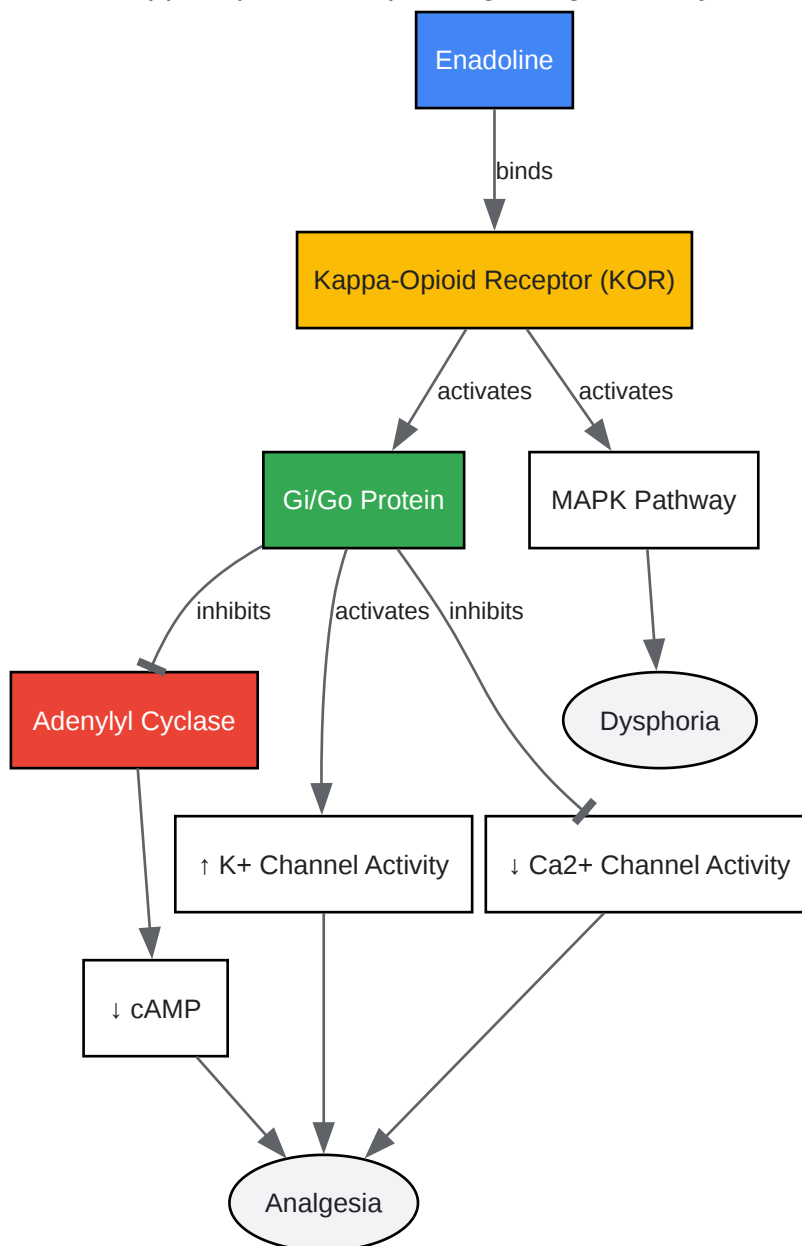 Enadoline
binds
Kappa-Opioid Receptor (KOR)
activates
activates
Gi/Go Protein
MAPK Pathway
inhibits
activates
inhibits
Adenylyl Cyclase
Dysphoria
↑ K+ Channel Activity
↓ Ca2+ Channel Activity
↓ cAMP
Analgesia